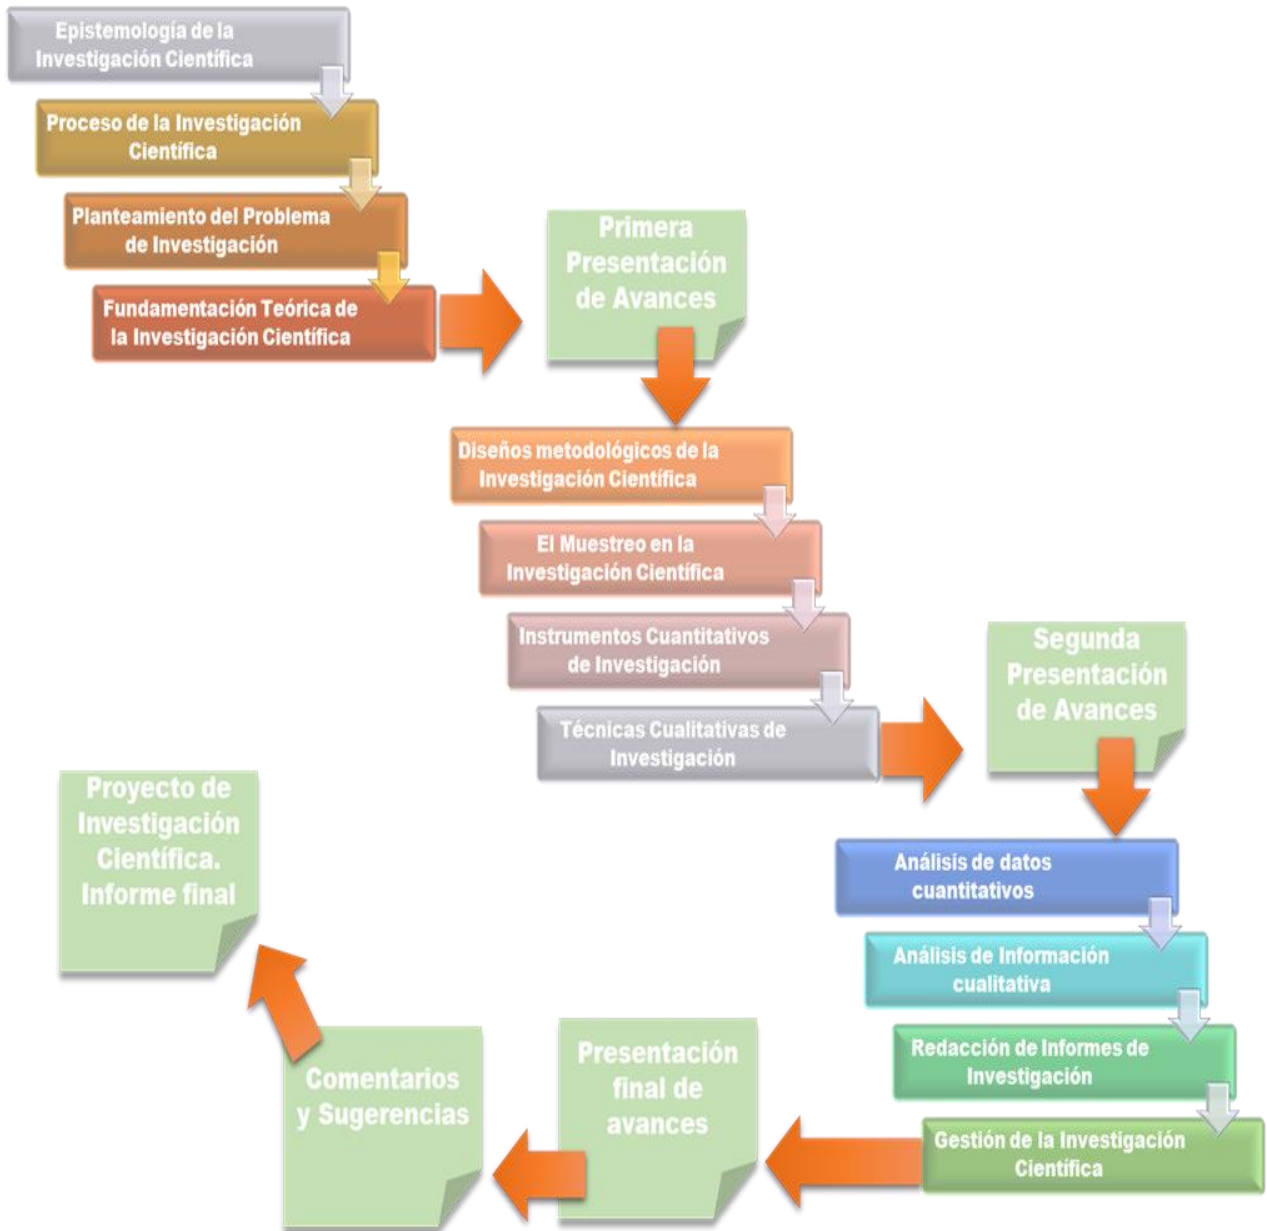 Epistemología de la
Investigación Científica
Proceso de la Investigación
Científica
Planteamiento del Problema
de Investigación
Fundamentación Teórica de
la Investigación Científica
Primera
Presentación
de Avances
Diseños metodológicos de la
Investigación Científica
El Muestreo en la
Investigación Científica
Instrumentos Cuantitativos
de Investigación
Técnicas Cualitativas de
Investigación
Segunda
Presentación
de Avances
Análisis de datos
cuantitativos
Análisis de Información
cualitativa
Redacción de Informes de
Investigación
Gestión de la Investigación
Científica
Presentación
final de
avances
Comentarios
y Sugerencias
Proyecto de
Investigación
Científica.
Informe final